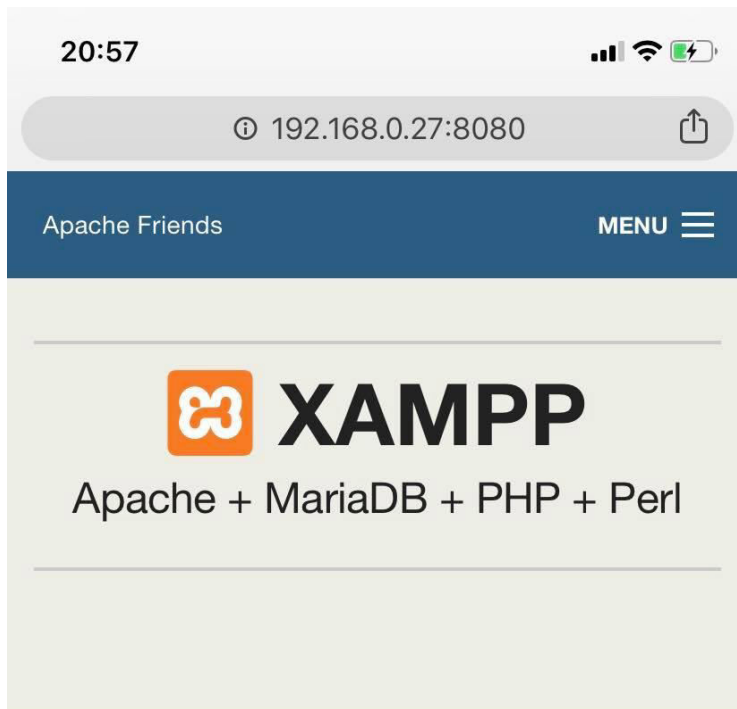 20:57
192.168.0.27:8080
Apache Friends MENU
XAMPP
Apache + MariaDB + PHP + Perl